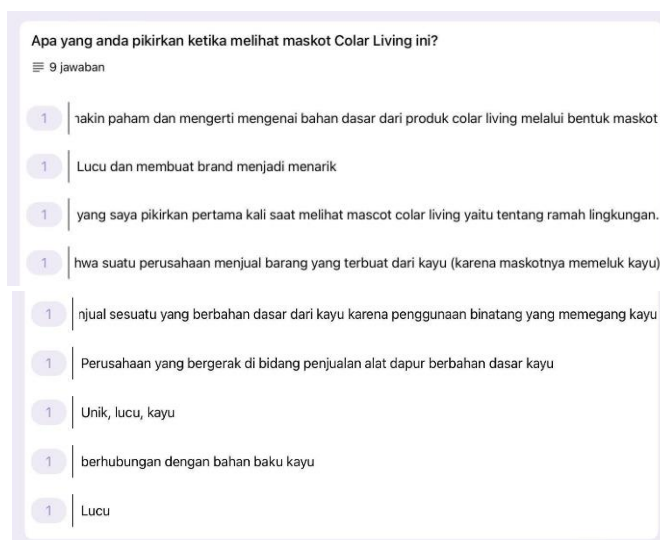 Apa yang anda pikirkan ketika melihat maskot Colar Living ini?
9 jawaban
1 paham dan mengerti mengenai bahan dasar dari produk colar living melalui bentuk maskot
1 Lucu dan membuat brand menjadi menarik
1 yang saya pikirkan pertama kali saat melihat mascot colar living yaitu tentang ramah lingkungan.
1 suatu perusahaan menjual barang yang terbuat dari kayu (karena maskotnya memeluk kayu)
1 sesuatu yang berbahan dasar dari kayu karena penggunaan binatang yang memegang kayu
1 Perusahaan yang bergerak di bidang penjualan alat dapur berbahan dasar kayu
1 Unik, lucu, kayu
1 berhubungan dengan bahan baku kayu
1 Lucu